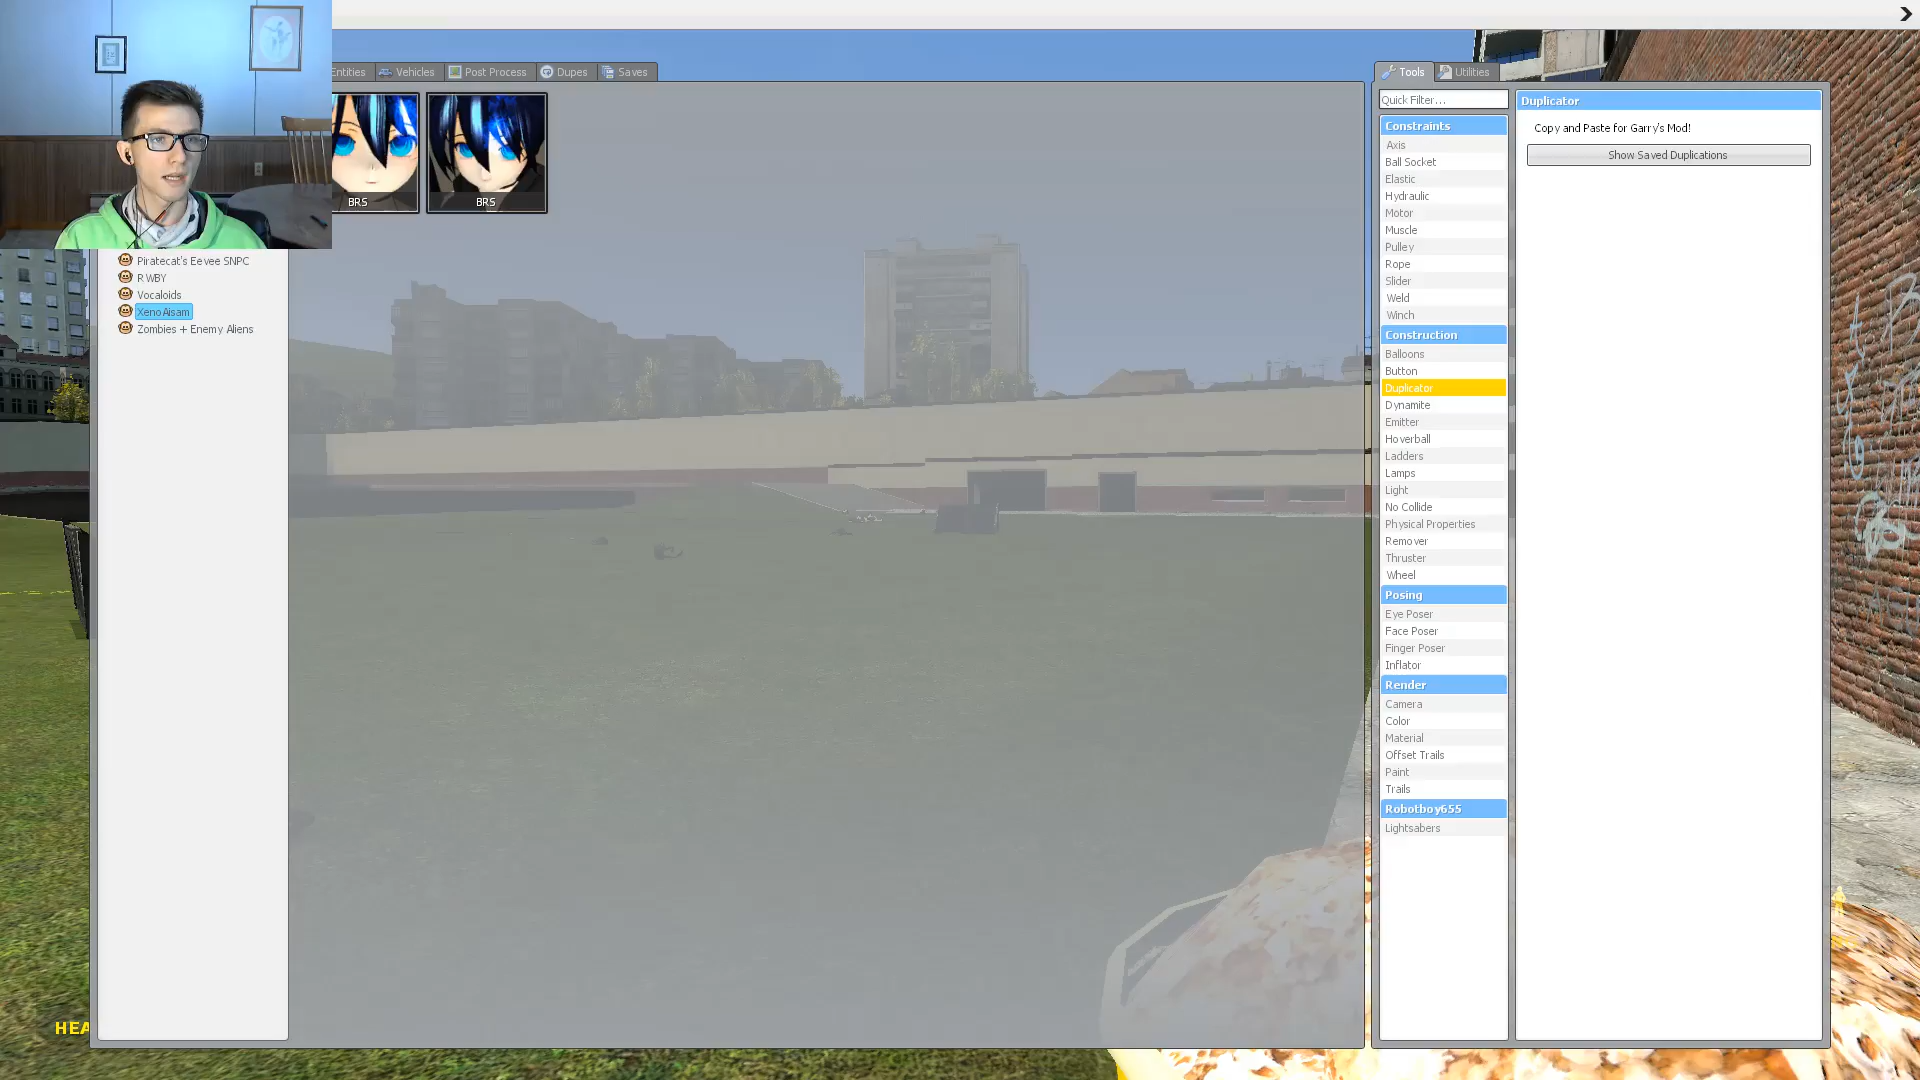 Entities Vehicles Post Process Dupes Saves
BRS BRS
Piratecat's Eevee SNPC
RWBY
Vocaloids
XenoAisam
Zombies + Enemy Aliens
HEA
Tools Utilities
Quick Filter...
Constraints
Axis
Ball Socket
Elastic
Hydraulic
Motor
Muscle
Pulley
Rope
Slider
Weld
Winch
Construction
Balloons
Button
Duplicator
Dynamite
Emitter
Hoverball
Ladders
Lamps
Light
No Collide
Physical Properties
Remover
Thruster
Wheel
Posing
Eye Poser
Face Poser
Finger Poser
Inflator
Render
Camera
Color
Material
Offset Trails
Paint
Trails
Robotboy655
Lightsabers
Duplicator
Copy and Paste for Garry's Mod!
Show Saved Duplications